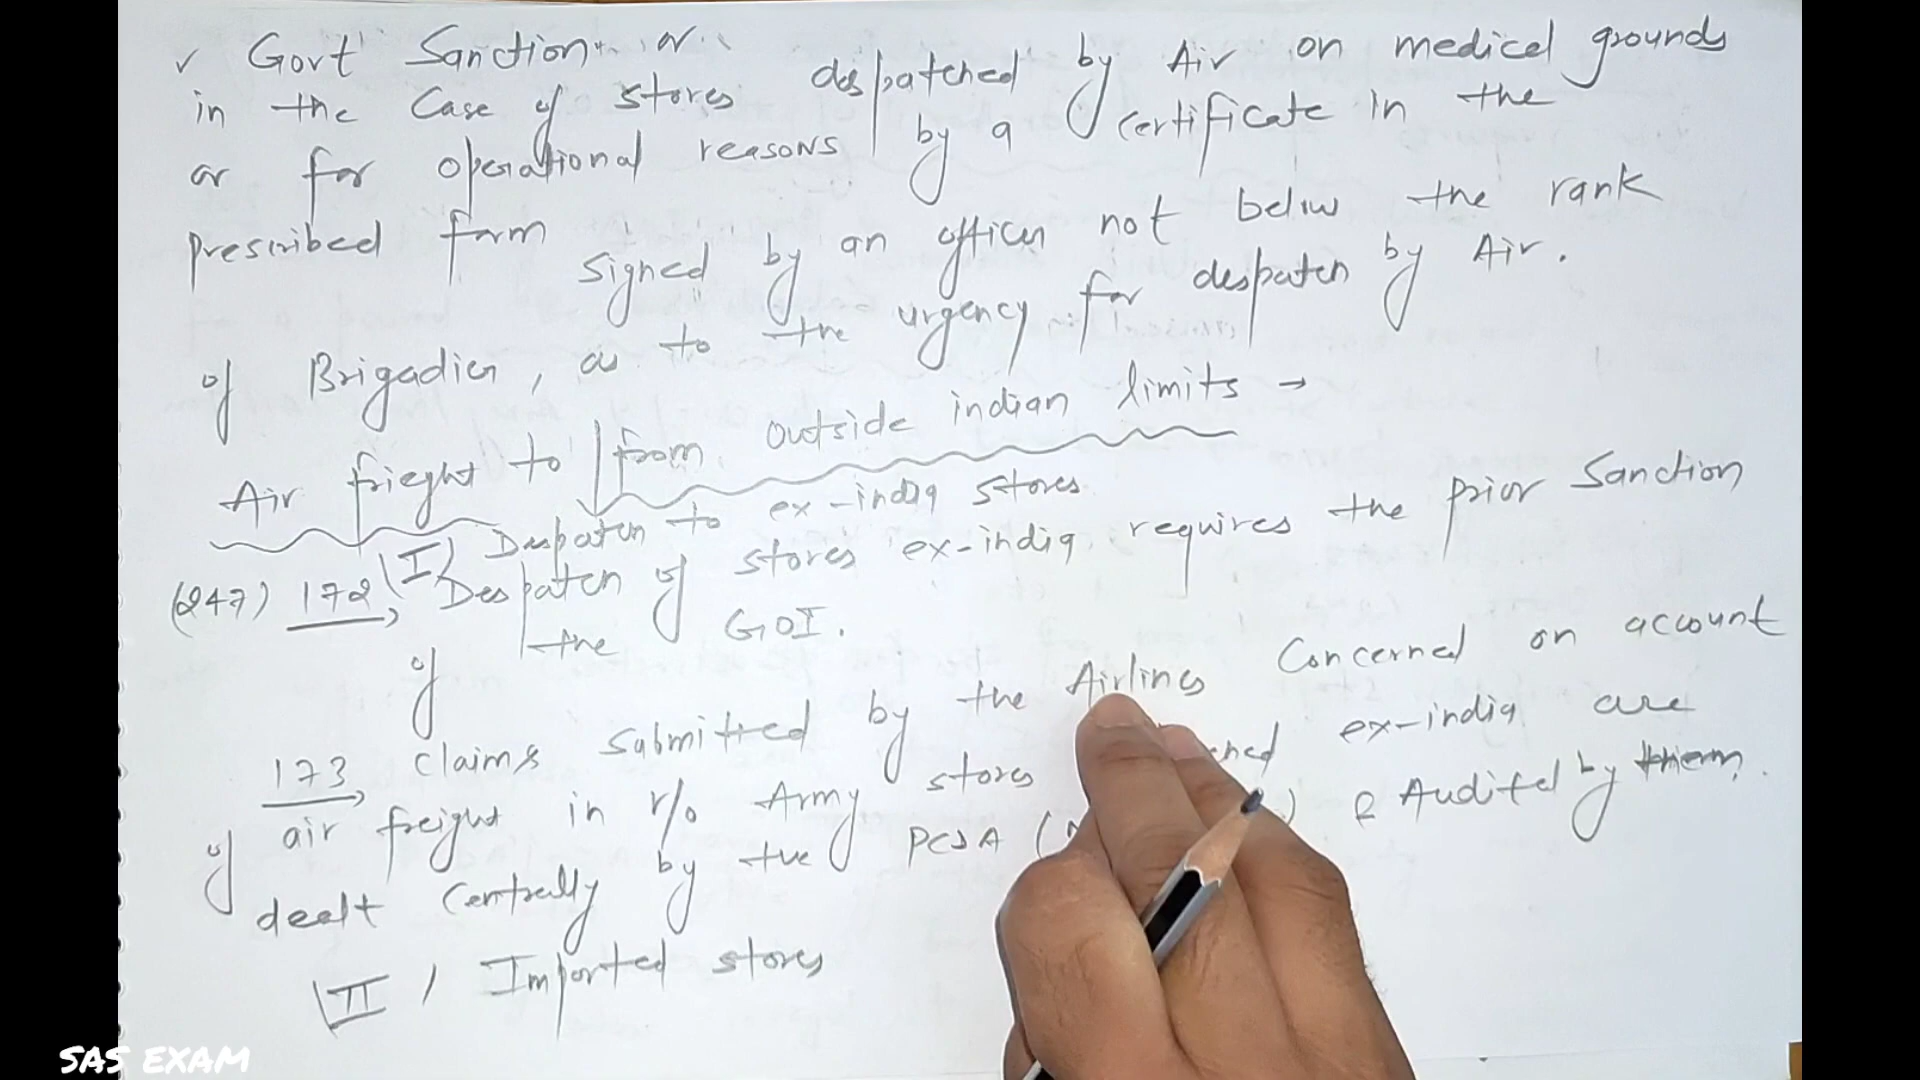 ✓ Govt Sanction or
in the case of stores despatched by Air on medical grounds
or for operational reasons by a certificate in the
prescribed form signed by an officer not below the rank
of Brigadier, as to the urgency for despatch by Air.
Air frieght to / from outside indian limits →
(I) Despatch to ex-india stores
(247) 172, Despatch of stores ex-india requires the prior Sanction
of the GOI.
173, claims submitted by the Airlines Concerned on account
of air freight in r/o Army stores ex-india are
dealt Centrally by the PCDA ( ) & Audited by them.
II) Imported stores
SAS EXAM